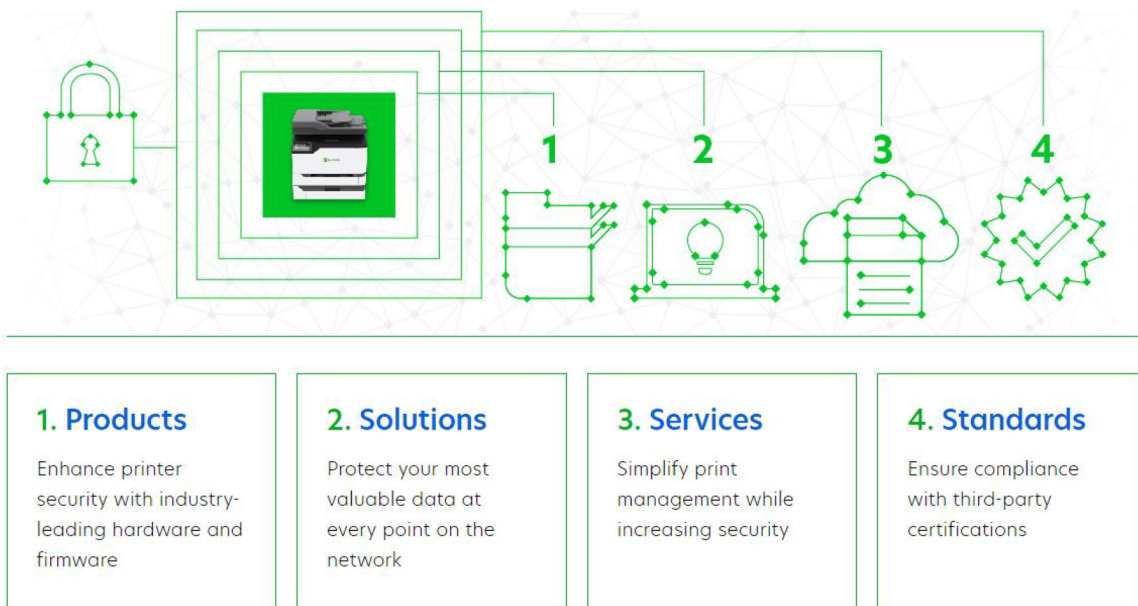 1
2
3
4
1. Products
Enhance printer
security with industry-
leading hardware and
firmware
2. Solutions
Protect your most
valuable data at
every point on the
network
3. Services
Simplify print
management while
increasing security
4. Standards
Ensure compliance
with third-party
certifications